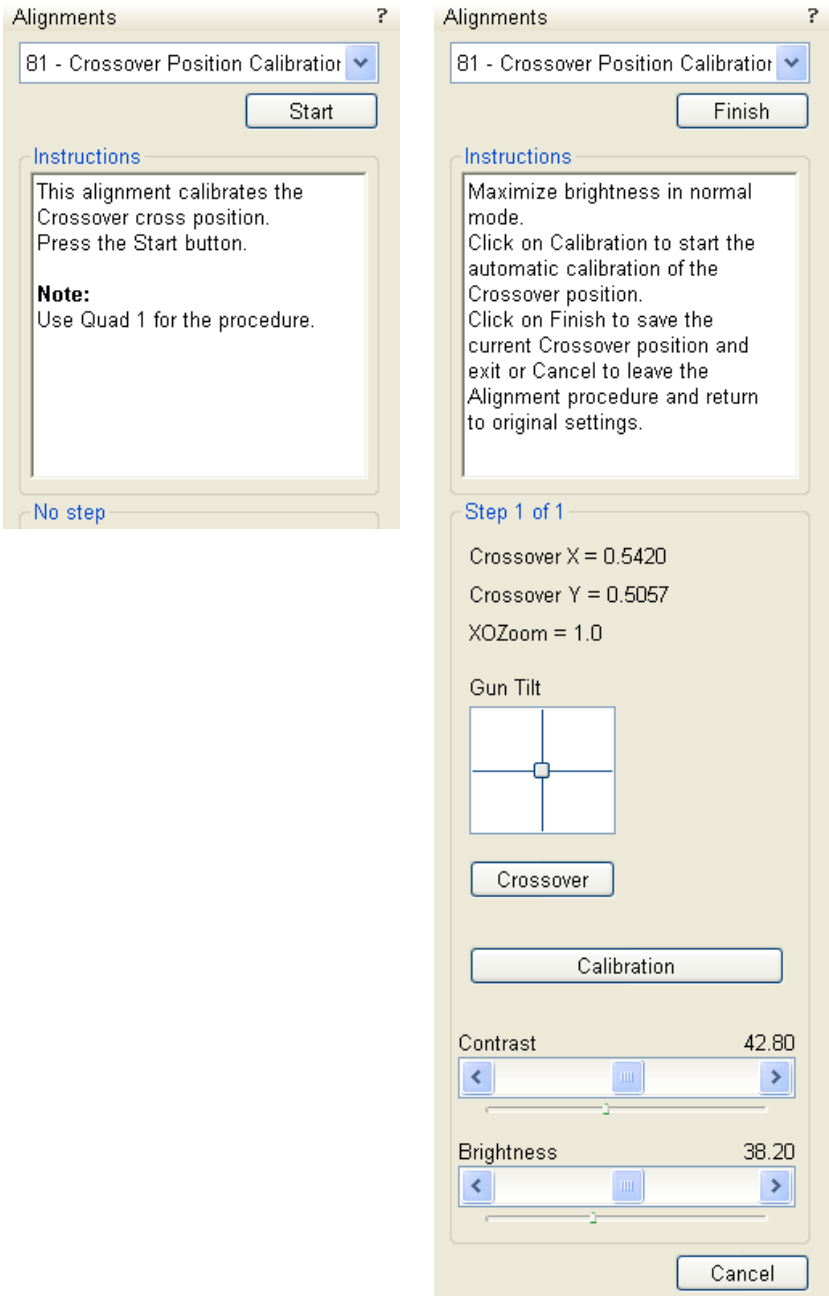 Alignments ?
81 - Crossover Position Calibration
Start
Instructions
This alignment calibrates the
Crossover cross position.
Press the Start button.
Note:
Use Quad 1 for the procedure.
No step
Alignments ?
81 - Crossover Position Calibration
Finish
Instructions
Maximize brightness in normal
mode.
Click on Calibration to start the
automatic calibration of the
Crossover position.
Click on Finish to save the
current Crossover position and
exit or Cancel to leave the
Alignment procedure and return
to original settings.
Step 1 of 1
Crossover X = 0.5420
Crossover Y = 0.5057
XOZoom = 1.0
Gun Tilt
Crossover
Calibration
Contrast 42.80
Brightness 38.20
Cancel